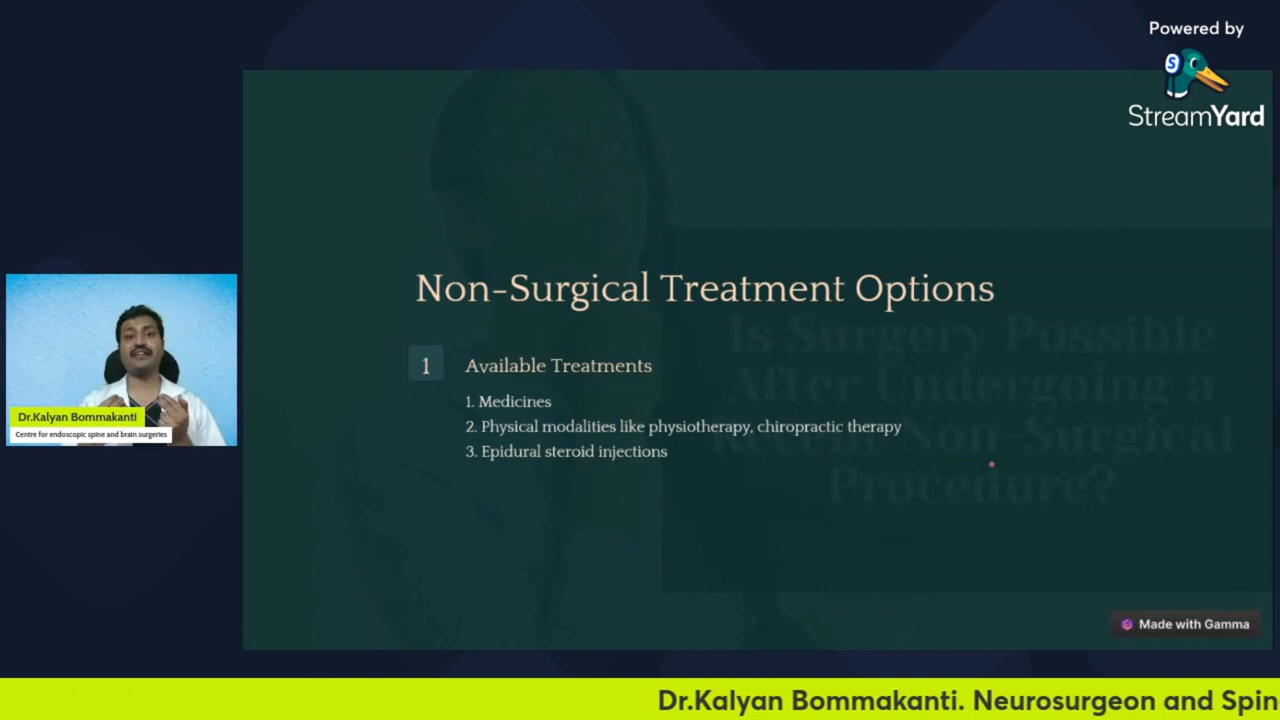 Powered by
S
StreamYard
Non-Surgical Treatment Options
Is Surgery Possible
After Undergoing a
Recent Non-Surgical
Procedure?
1
Available Treatments
1. Medicines
2. Physical modalities like physiotherapy, chiropractic therapy
3. Epidural steroid injections
Dr.Kalyan Bommakanti
Centre for endoscopic spine and brain surgeries
Made with Gamma
Dr.Kalyan Bommakanti. Neurosurgeon and Spin